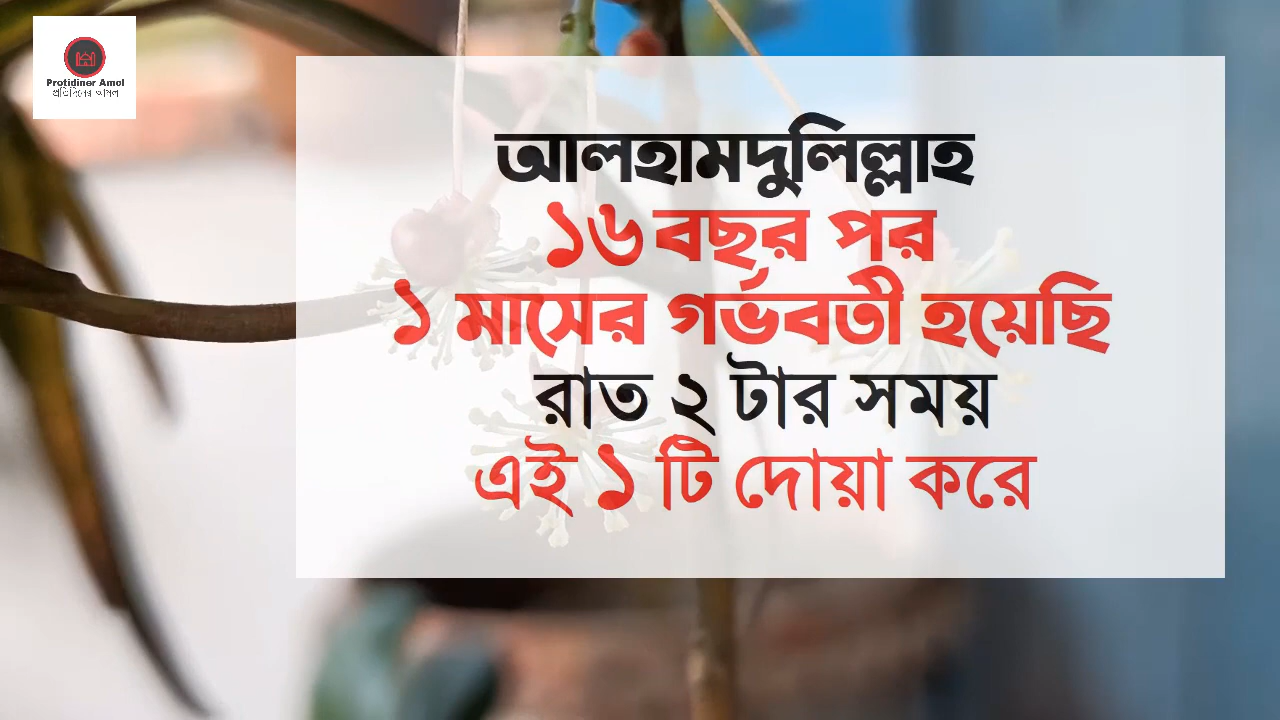 Protidiner Amol
প্রতিদিনের আমল
আলহামদুলিল্লাহ
১৬ বছর পর
১ মাসের গর্ভবতী হয়েছি
রাত ২ টার সময়
এই ১ টি দোয়া করে